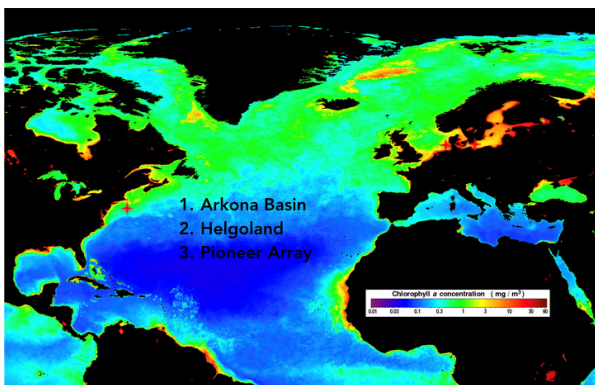 1. Arkona Basin
2. Helgoland
3. Pioneer Array
Chlorophyll a concentration ( mg / m³ )
0.01 0.03 0.1 0.3 1 3 10 30 60